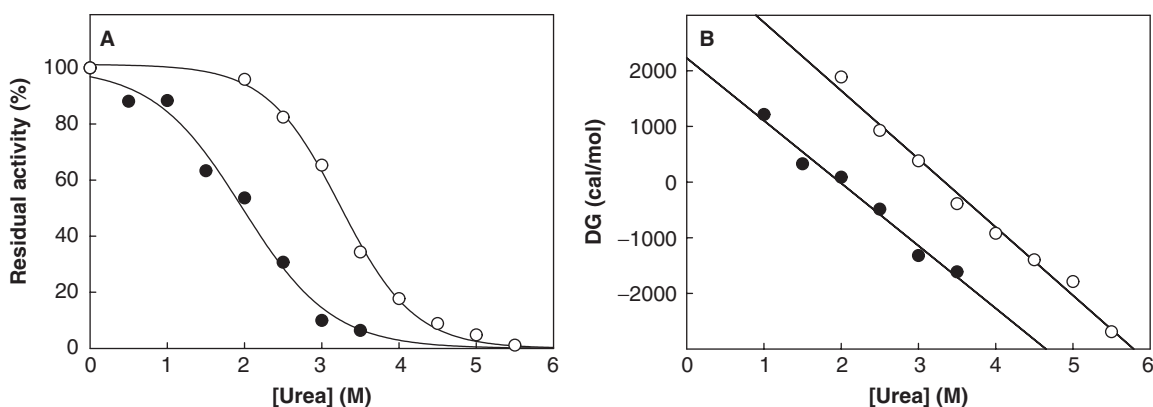 A
100
80
60
40
20
0
0 1 2 3 4 5 6
Residual activity (%)
[Urea] (M)
B
2000
1000
0
−1000
−2000
0 1 2 3 4 5 6
DG (cal/mol)
[Urea] (M)